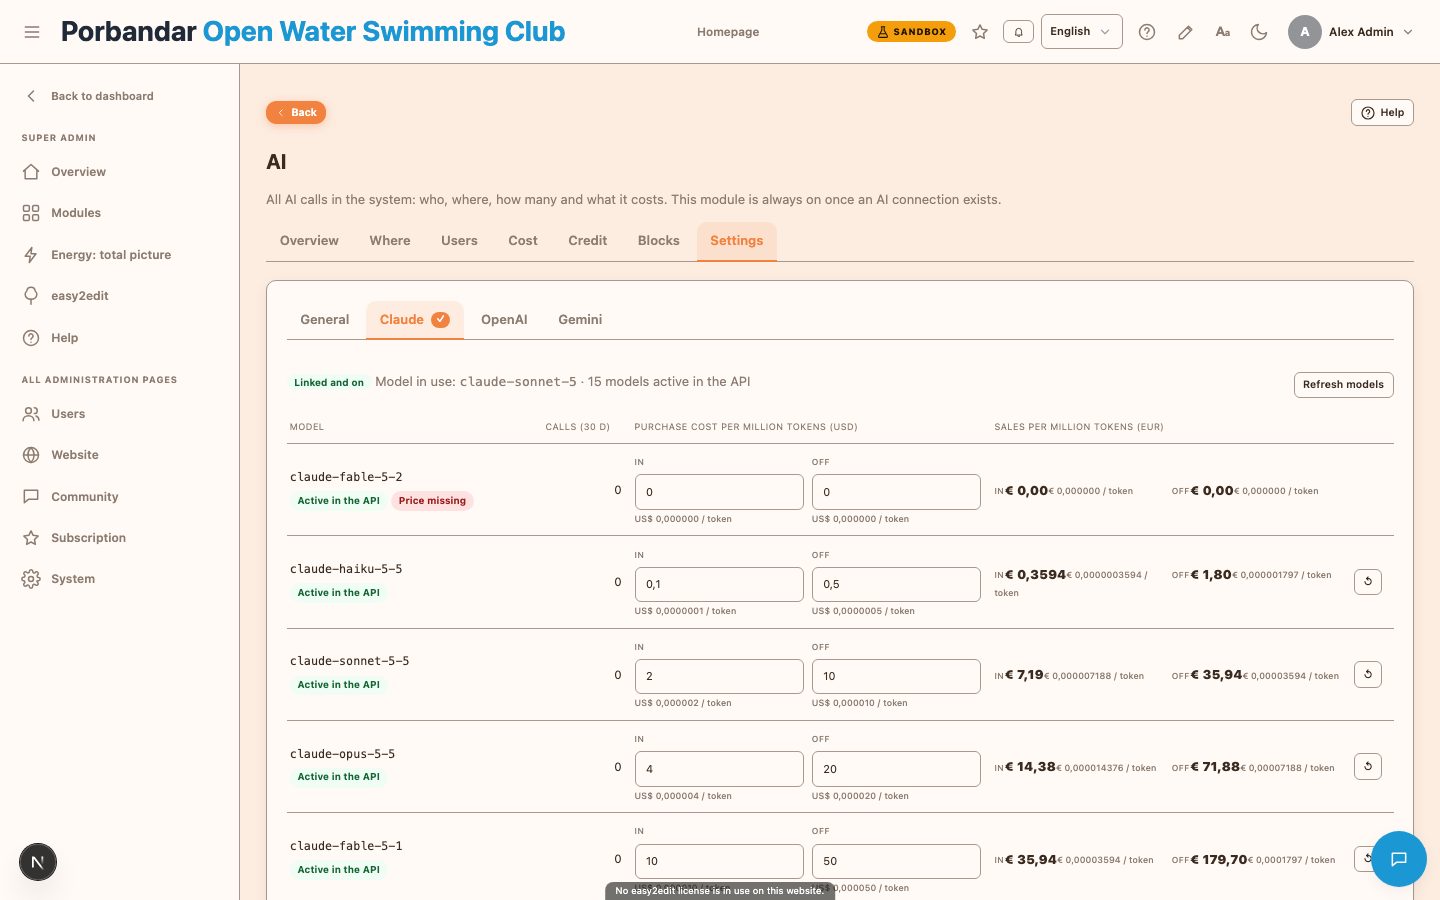 Porbandar Open Water Swimming Club
Homepage
SANDBOX
English
Aa
A
Alex Admin
Back to dashboard
SUPER ADMIN
Overview
Modules
Energy: total picture
easy2edit
Help
ALL ADMINISTRATION PAGES
Users
Website
Community
Subscription
System
N
Back
Help
AI
All AI calls in the system: who, where, how many and what it costs. This module is always on once an AI connection exists.
Overview Where Users Cost Credit Blocks Settings
General Claude OpenAI Gemini
Linked and on Model in use: claude-sonnet-5 · 15 models active in the API
Refresh models
MODEL CALLS (30 D) PURCHASE COST PER MILLION TOKENS (USD) SALES PER MILLION TOKENS (EUR)
IN OFF
claude-fable-5-2
0 0 0 IN € 0,00 € 0,000000 / token OFF € 0,00 € 0,000000 / token
Active in the API Price missing
US$ 0,000000 / token US$ 0,000000 / token
IN OFF
claude-haiku-5-5
0 0,1 0,5 IN € 0,3594 € 0,0000003594 / token OFF € 1,80 € 0,000001797 / token
Active in the API
US$ 0,0000001 / token US$ 0,0000005 / token
IN OFF
claude-sonnet-5-5
0 2 10 IN € 7,19 € 0,000007188 / token OFF € 35,94 € 0,00003594 / token
Active in the API
US$ 0,000002 / token US$ 0,000010 / token
IN OFF
claude-opus-5-5
0 4 20 IN € 14,38 € 0,000014376 / token OFF € 71,88 € 0,00007188 / token
Active in the API
US$ 0,000004 / token US$ 0,000020 / token
IN OFF
claude-fable-5-1
0 10 50 IN € 35,94 € 0,00003594 / token OFF € 179,70 € 0,0001797 / token
Active in the API
0,000050 / token
No easy2edit license is in use on this website.